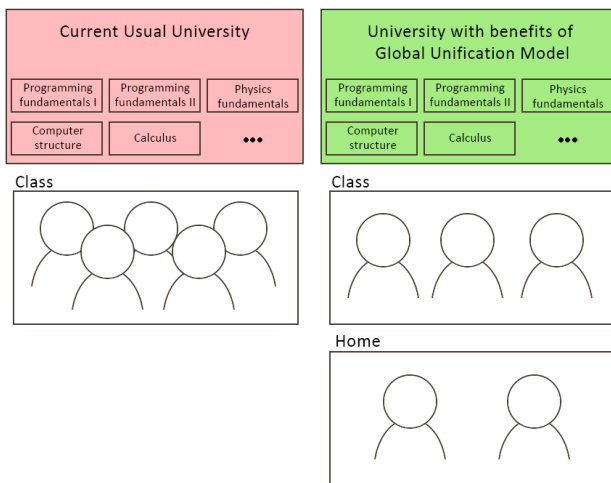 Current Usual University
Programming
fundamentals I
Programming
fundamentals II
Physics
fundamentals
Computer
structure
Calculus
•••
Class
University with benefits of
Global Unification Model
Programming
fundamentals I
Programming
fundamentals II
Physics
fundamentals
Computer
structure
Calculus
•••
Class
Home